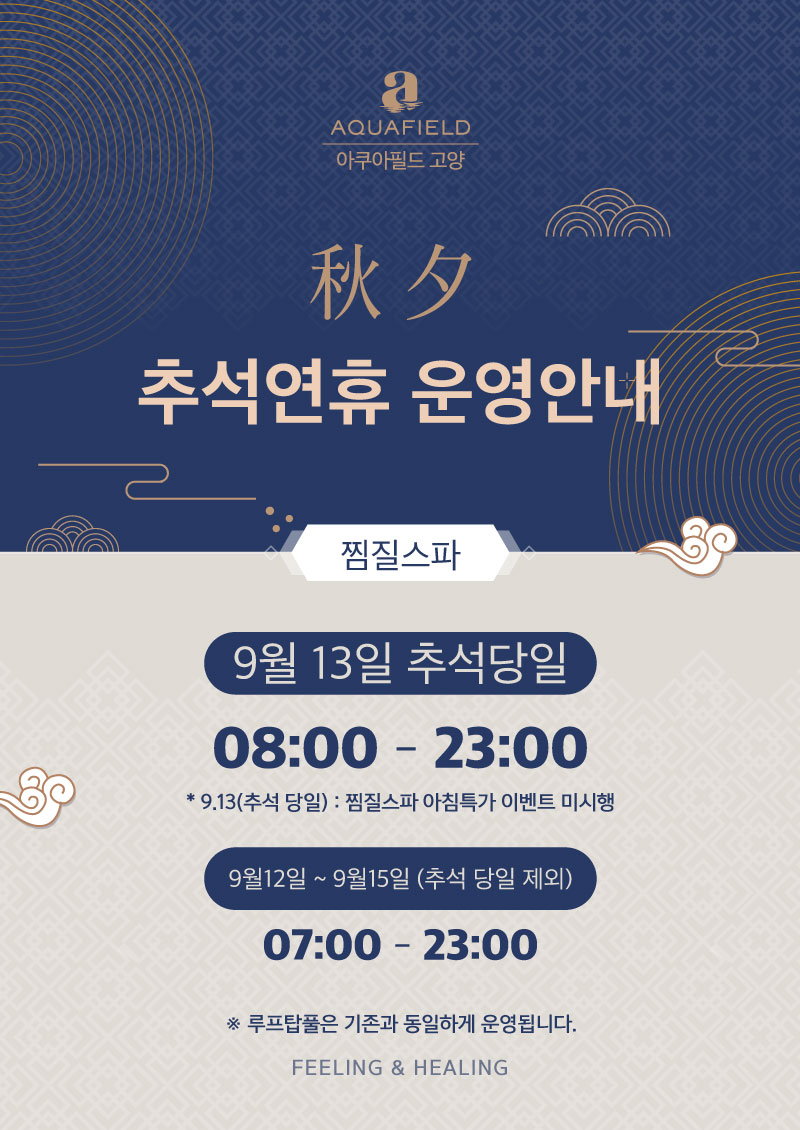 a
AQUAFIELD
아쿠아필드 고양
秋夕
추석연휴 운영안내
찜질스파
9월 13일 추석당일
08:00 – 23:00
* 9.13(추석 당일) : 찜질스파 아침특가 이벤트 미시행
9월12일 ~ 9월15일 (추석 당일 제외)
07:00 – 23:00
※ 루프탑풀은 기존과 동일하게 운영됩니다.
FEELING & HEALING